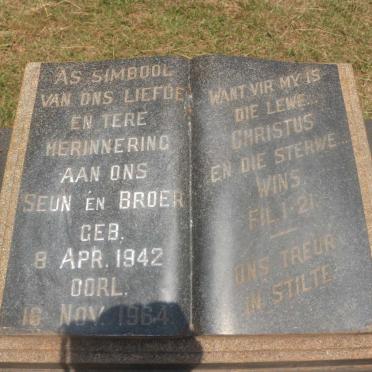 AS SIMBOOL
VAN ONS LIEFDE
EN TERE
HERINNERING
AAN ONS
SEUN ÉN BROER
GEB.
8 APR. 1942
OORL.
16 NOV. 1964
WANT VIR MY IS
DIE LEWE...
CHRISTUS
EN DIE STERWE...
WINS.
FIL. 1:21.
ONS TREUR
IN STILTE.